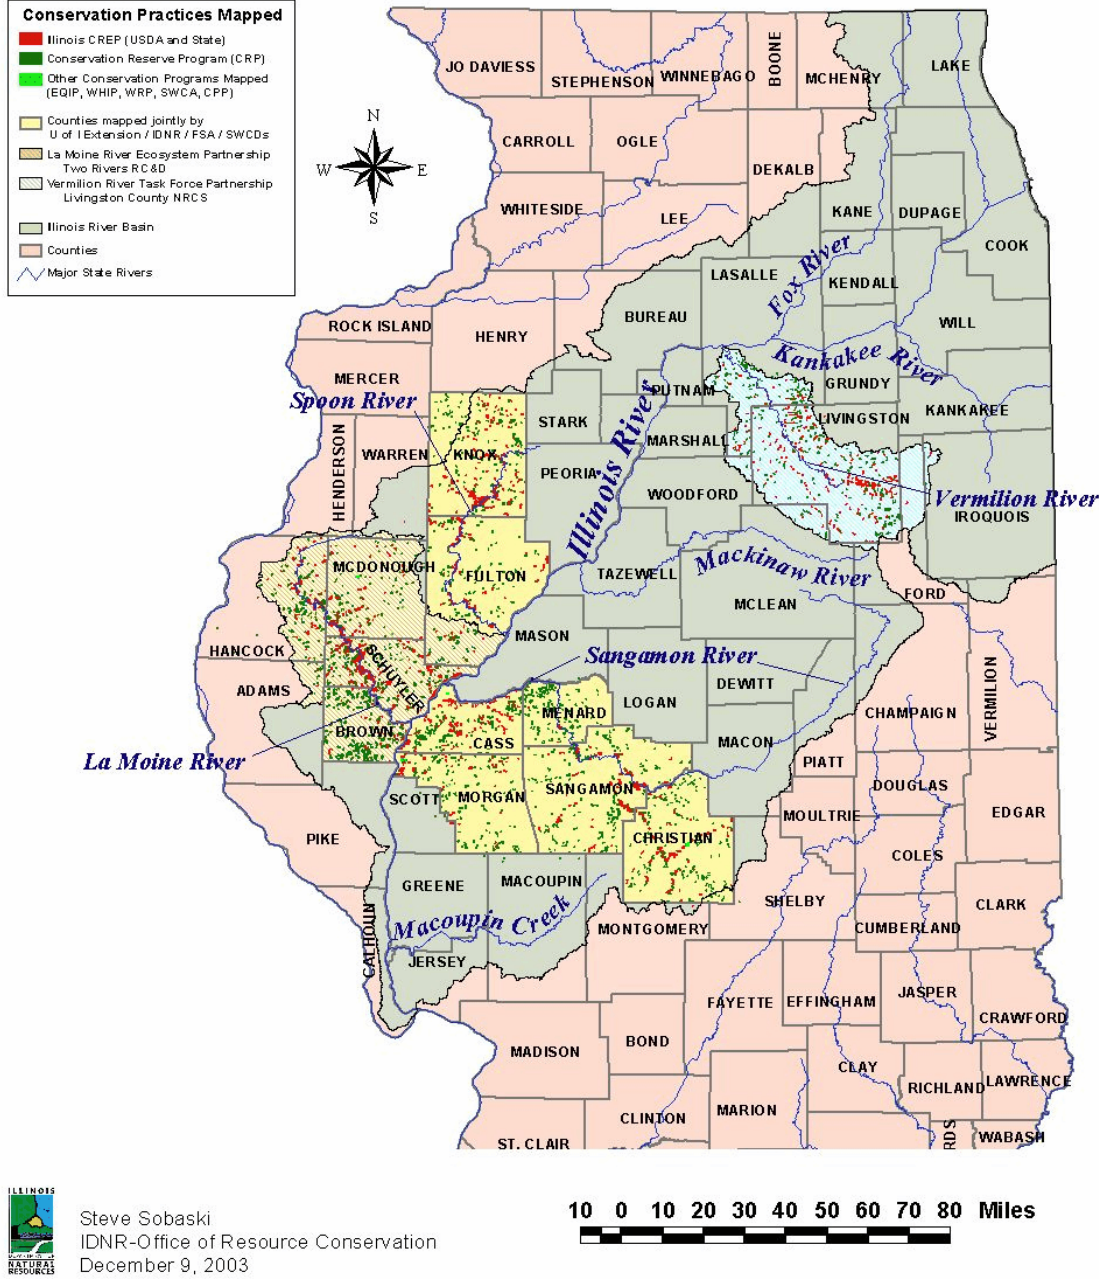 Conservation Practices Mapped
Illinois CREP (USDA and State)
Conservation Reserve Program (CRP)
Other Conservation Programs Mapped
(EQIP, WHIP, WRP, SWCA, CPP)
Counties mapped jointly by
U of I Extension / IDNR / FSA / SWCDs
La Moine River Ecosystem Partnership
Two Rivers RC&D
Vermilion River Task Force Partnership
Livingston County NRCS
Illinois River Basin
Counties
Major State Rivers
N
W
E
S
JO DAVIESS
STEPHENSON
WINNEBAGO
BOONE
MCHENRY
LAKE
CARROLL
OGLE
DEKALB
KANE
DUPAGE
COOK
WHITESIDE
LEE
LASALLE
Fox River
KENDALL
WILL
ROCK ISLAND
HENRY
BUREAU
Kankakee River
GRUNDY
MERCER
Spoon River
PUTNAM
STARK
LIVINGSTON
KANKAKEE
HENDERSON
WARREN
KNOX
PEORIA
Illinois River
MARSHALL
WOODFORD
Vermilion River
IROQUOIS
MCDONOUGH
FULTON
TAZEWELL
Mackinaw River
FORD
MCLEAN
HANCOCK
SCHUYLER
MASON
Sangamon River
ADAMS
LOGAN
DEWITT
VERMILION
BROWN
MENARD
CHAMPAIGN
La Moine River
CASS
MACON
PIATT
SCOTT
MORGAN
SANGAMON
DOUGLAS
EDGAR
PIKE
CHRISTIAN
MOULTRIE
COLES
GREENE
MACOUPIN
SHELBY
CLARK
CALHOUN
Macoupin Creek
MONTGOMERY
CUMBERLAND
JERSEY
FAYETTE
EFFINGHAM
JASPER
CRAWFORD
MADISON
BOND
CLAY
RICHLAND
LAWRENCE
CLINTON
MARION
ST. CLAIR
RDS
WABASH
ILLINOIS
NATURAL
RESOURCES
Steve Sobaski
IDNR-Office of Resource Conservation
December 9, 2003
10 0 10 20 30 40 50 60 70 80 Miles